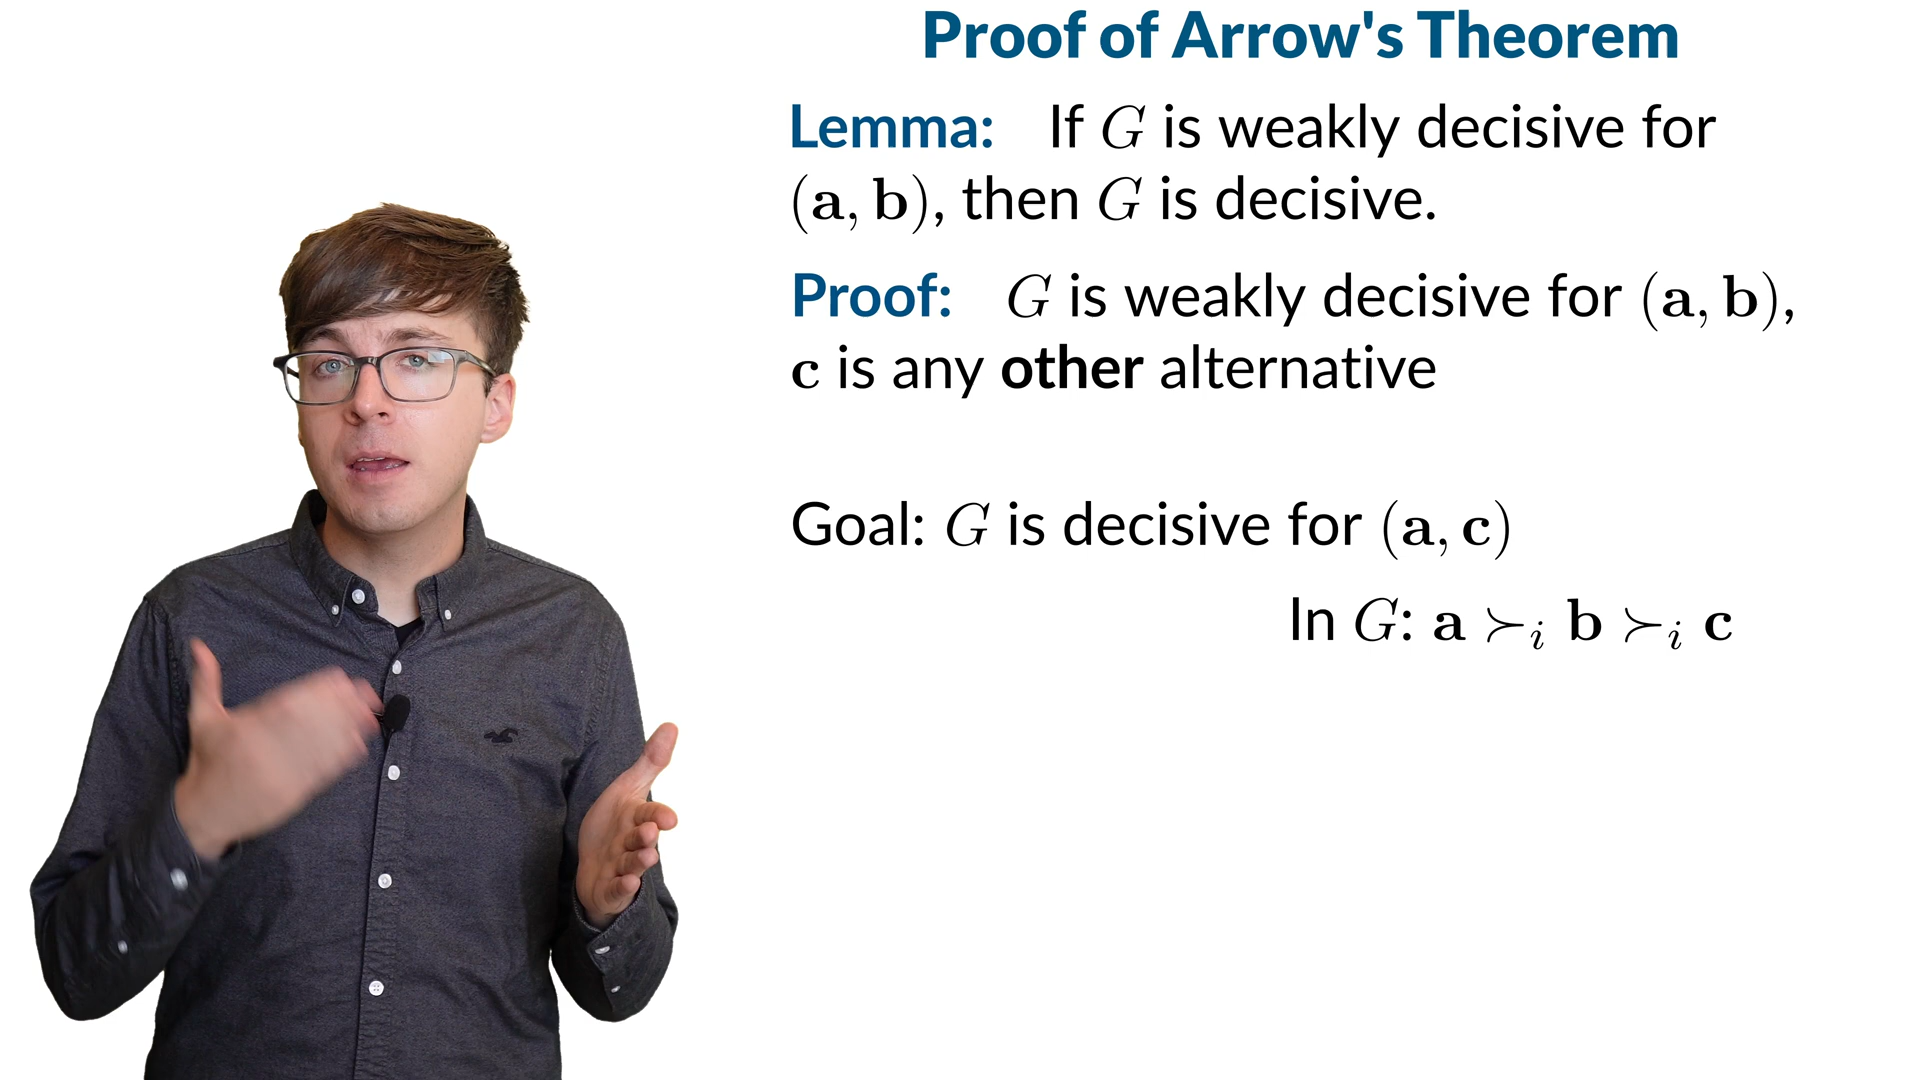 Proof of Arrow's Theorem
Lemma: If G is weakly decisive for
(a, b), then G is decisive.
Proof: G is weakly decisive for (a, b),
c is any other alternative
Goal: G is decisive for (a, c)
In G: a ≻ᵢ b ≻ᵢ c